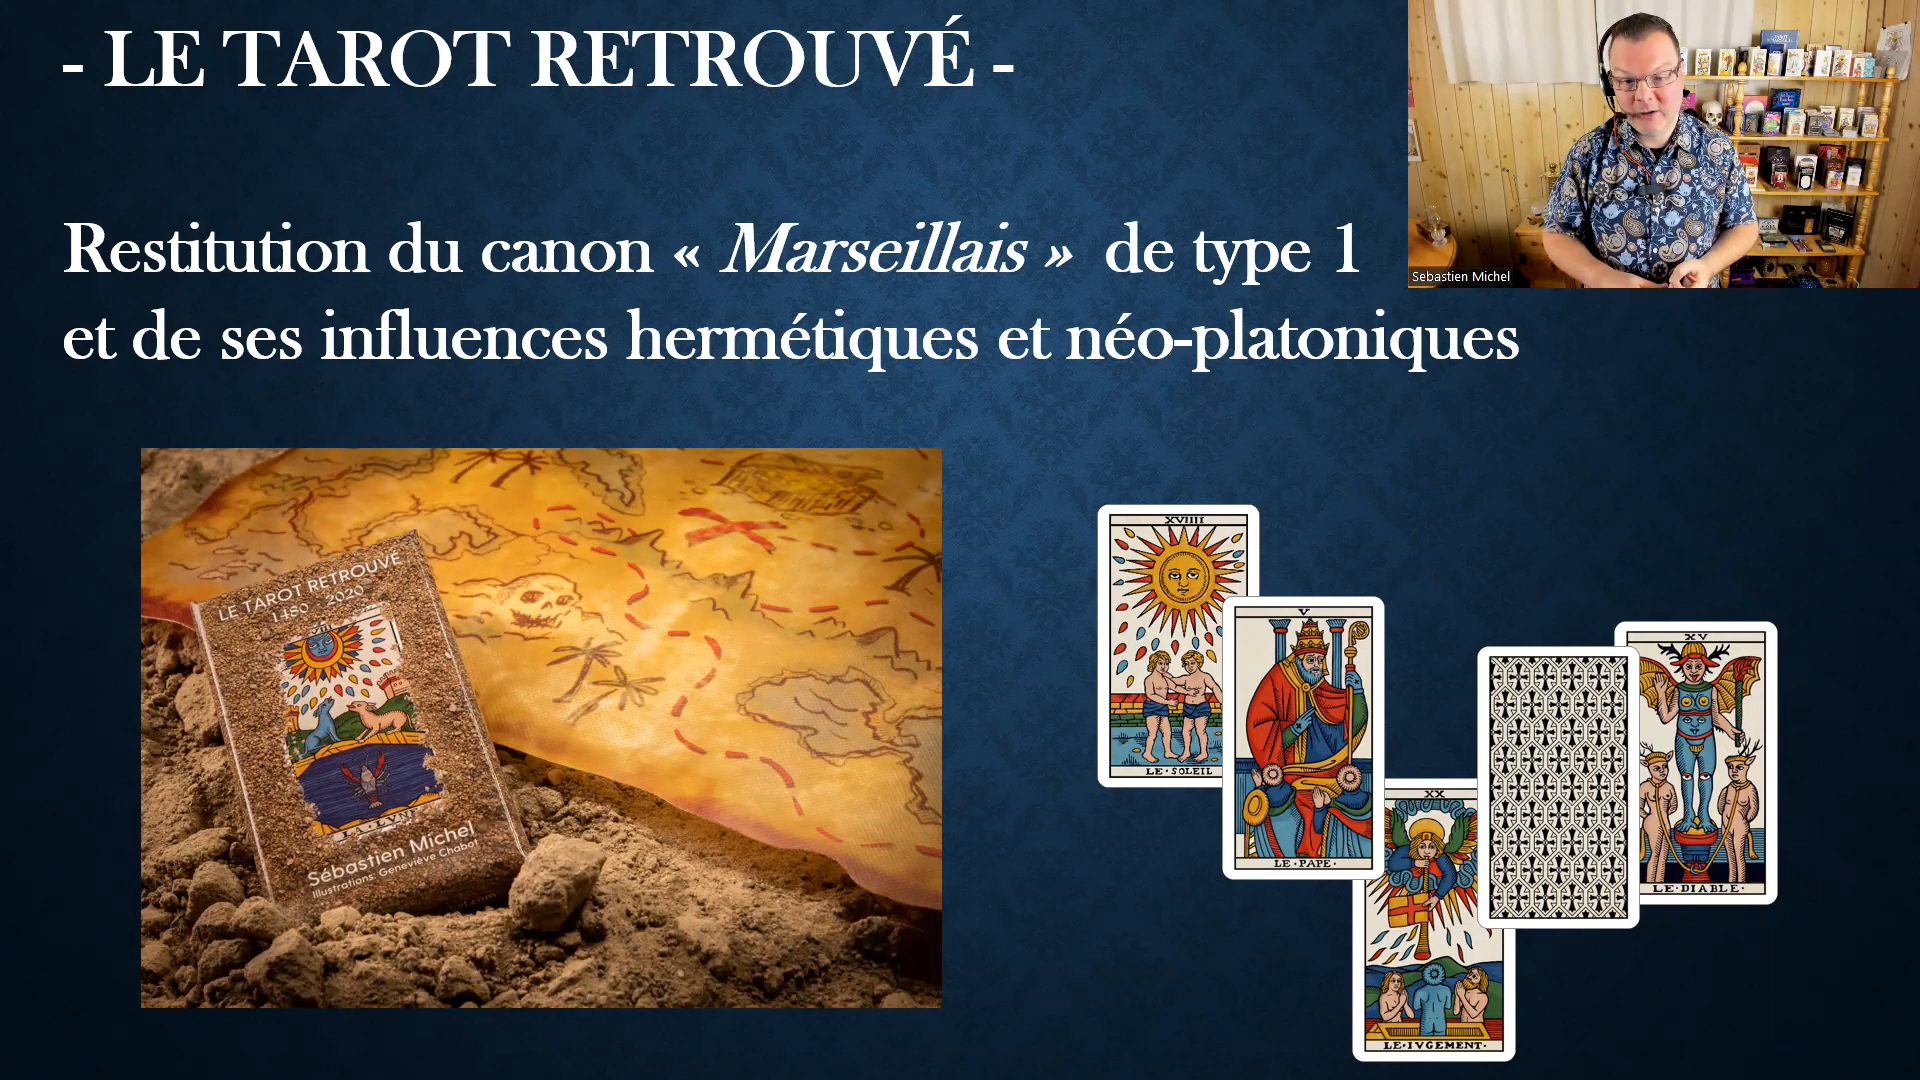 - LE TAROT RETROUVÉ -
Sebastien Michel
Restitution du canon « Marseillais » de type 1
et de ses influences hermétiques et néo-platoniques
LE TAROT RETROUVÉ
1480 - 2020
LA·LVNE
Sébastien Michel
Illustrations: Geneviève Chabot
XVIIII
LE·SOLEIL
V
LE·PAPE·
XX
LE·IVGEMENT·
XV
LE·DIABLE·